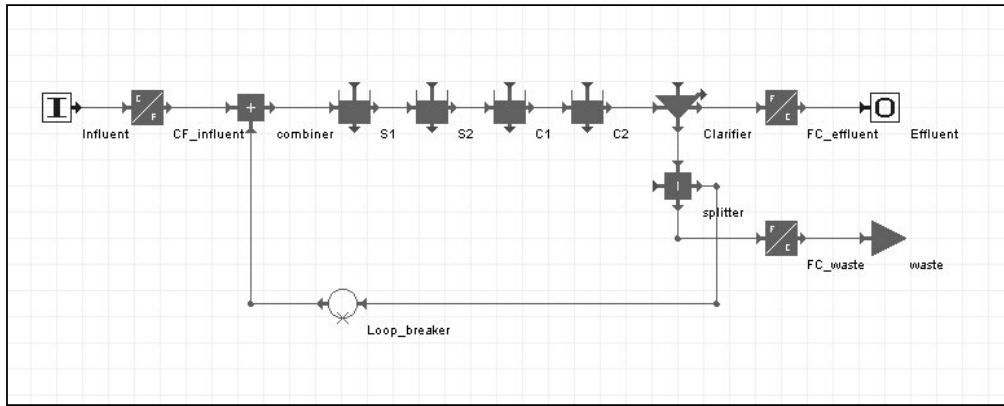 I
C
F
+
F
C
O
Influent
CF_influent
combiner
S1
S2
C1
C2
Clarifier
FC_effluent
Effluent
I
splitter
F
C
FC_waste
waste
Loop_breaker